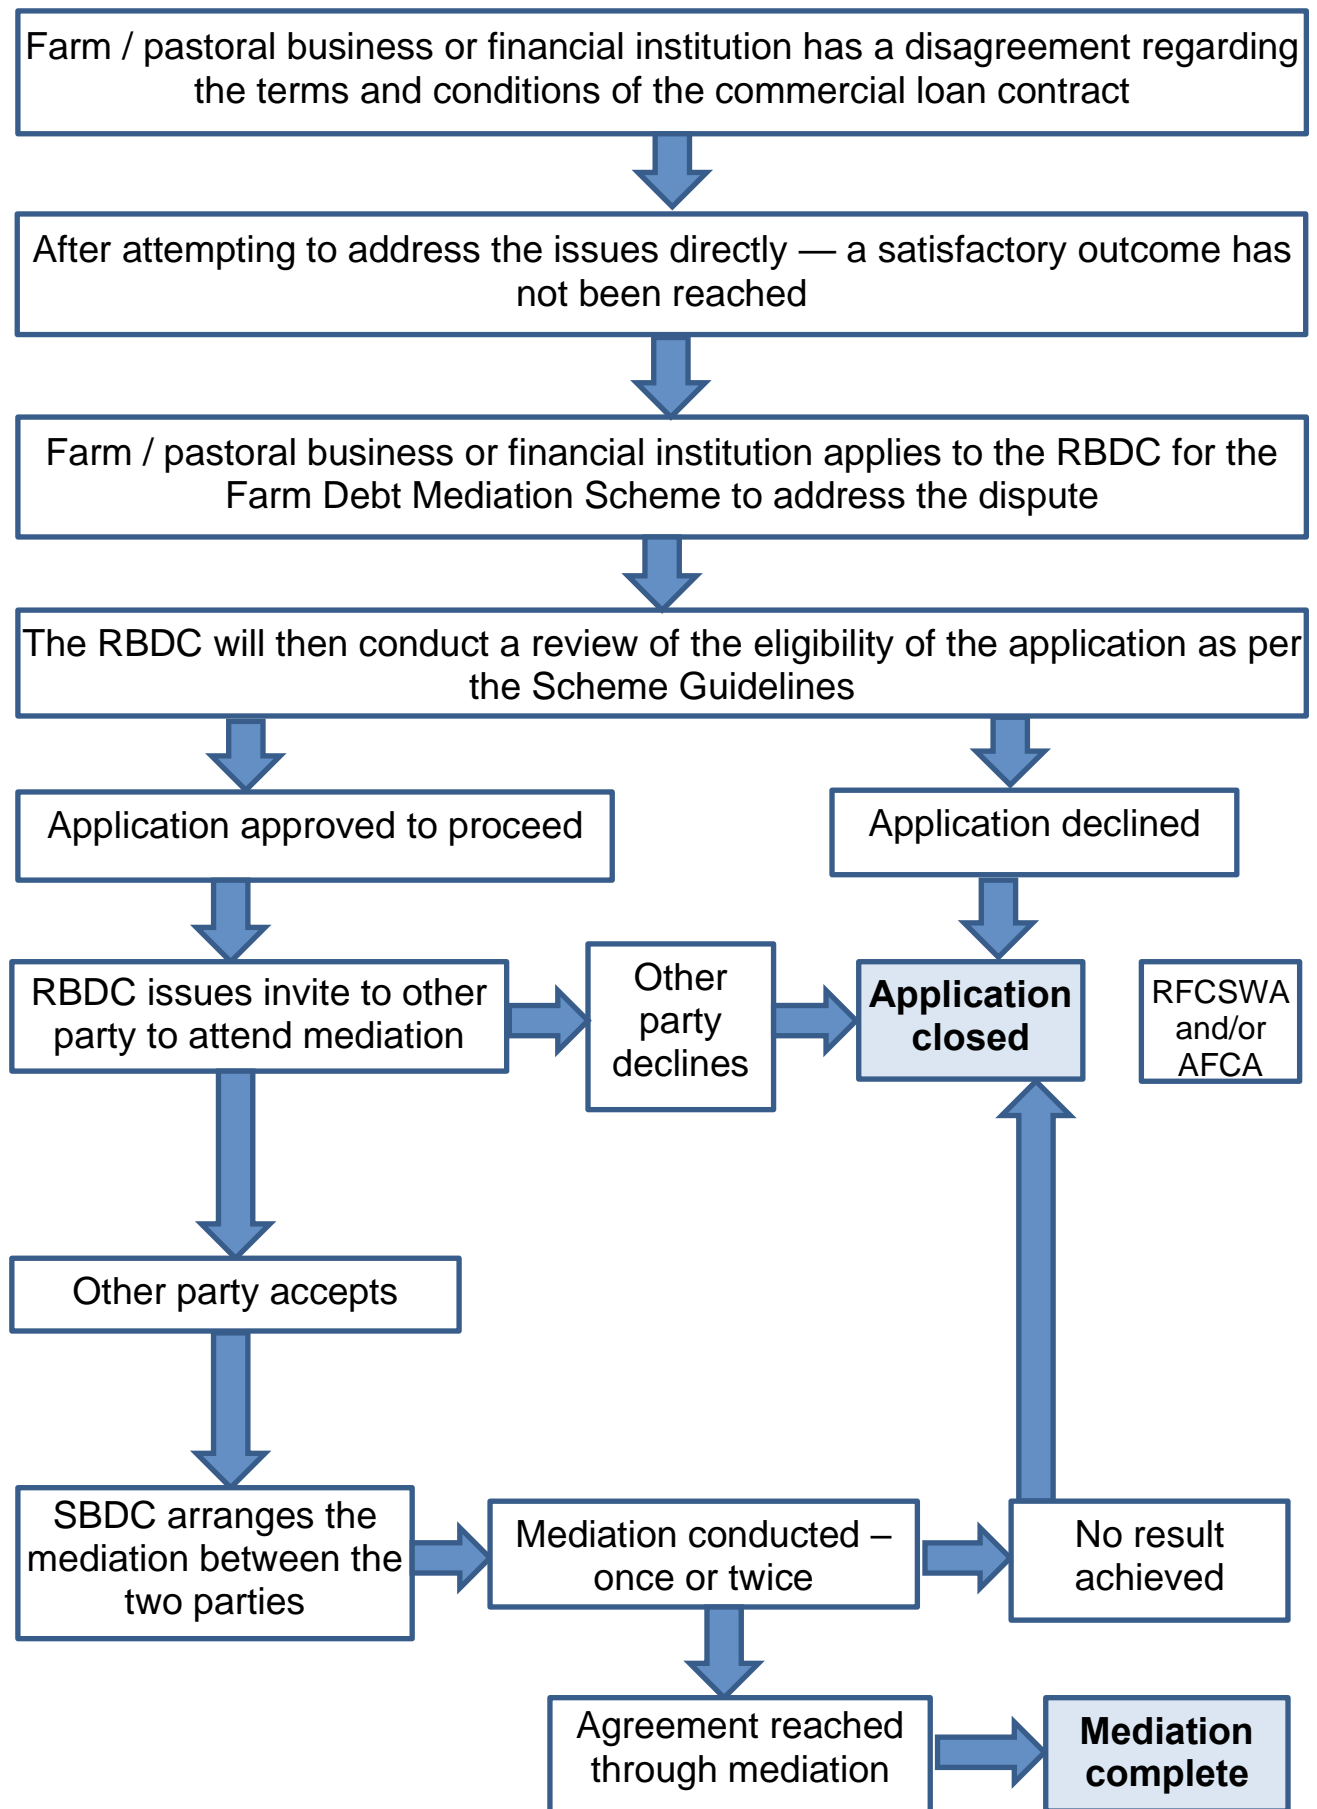 Farm / pastoral business or financial institution has a disagreement regarding
the terms and conditions of the commercial loan contract
After attempting to address the issues directly — a satisfactory outcome has
not been reached
Farm / pastoral business or financial institution applies to the RBDC for the
Farm Debt Mediation Scheme to address the dispute
The RBDC will then conduct a review of the eligibility of the application as per
the Scheme Guidelines
Application approved to proceed
Application declined
RBDC issues invite to other
party to attend mediation
Other
party
declines
Application
closed
RFCSWA
and/or
AFCA
Other party accepts
SBDC arranges the
mediation between the
two parties
Mediation conducted –
once or twice
No result
achieved
Agreement reached
through mediation
Mediation
complete